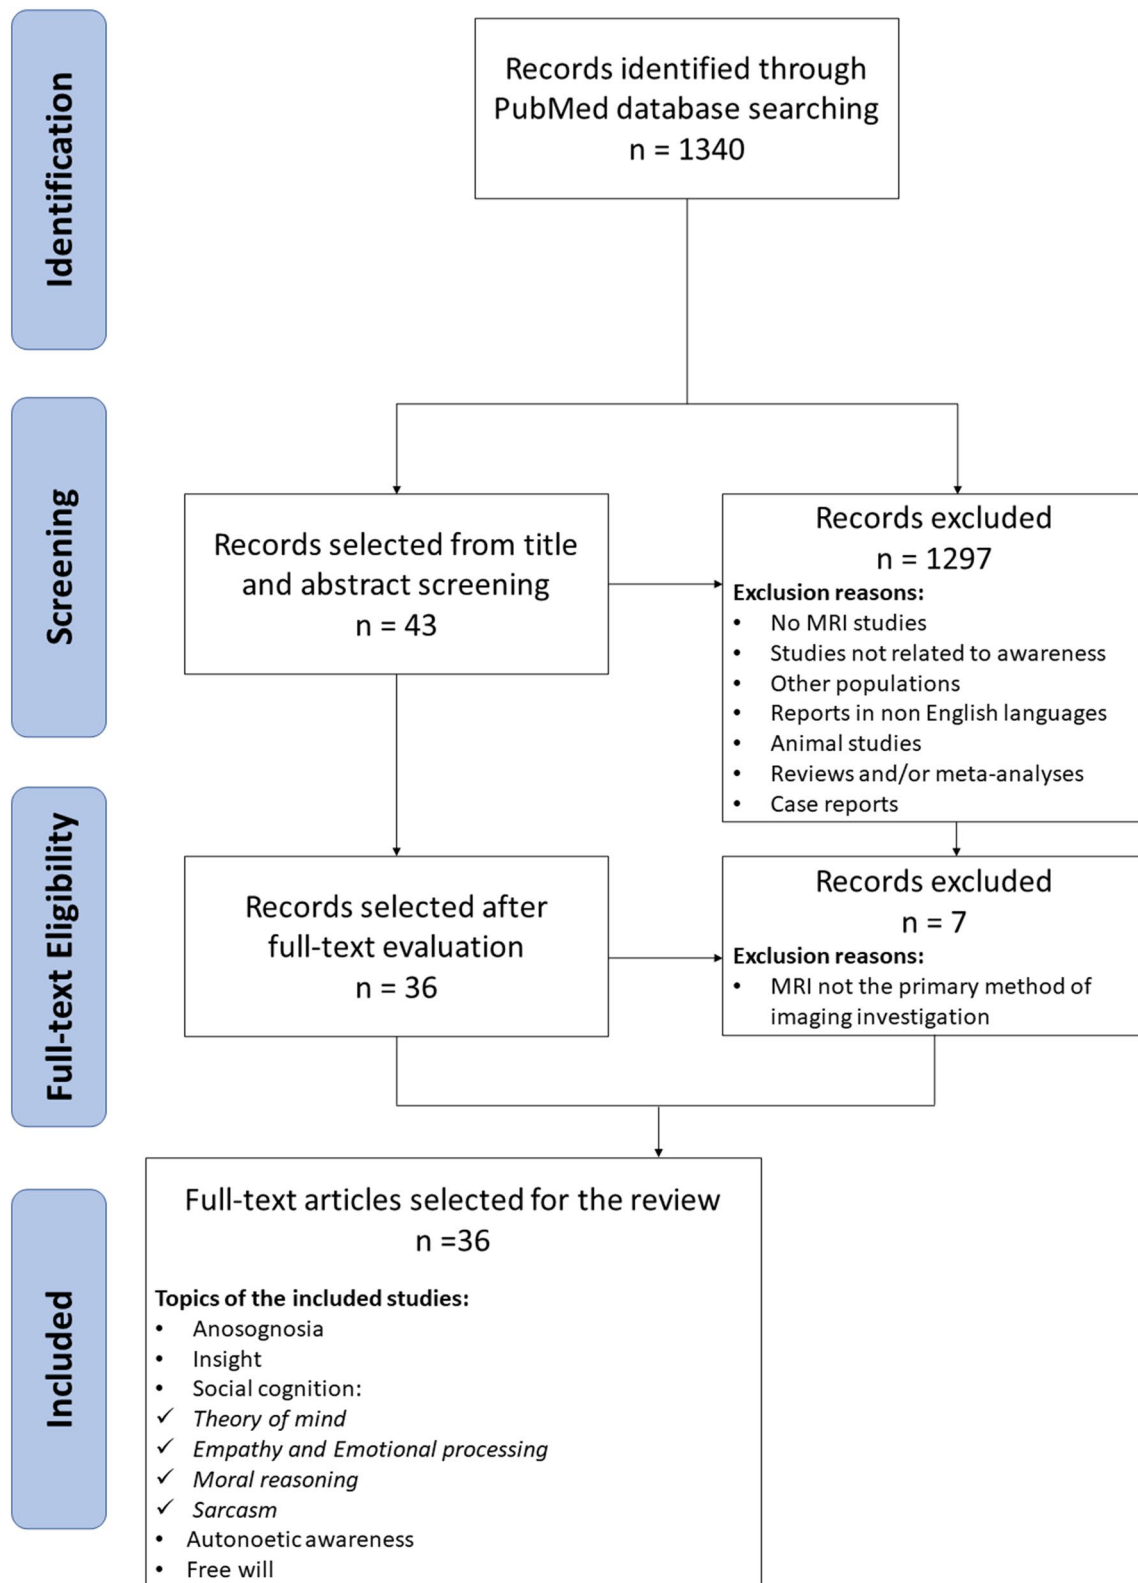 Identification
Records identified through
PubMed database searching
n = 1340
Screening
Records selected from title
and abstract screening
n = 43
Records excluded
n = 1297
Exclusion reasons:
• No MRI studies
• Studies not related to awareness
• Other populations
• Reports in non English languages
• Animal studies
• Reviews and/or meta-analyses
• Case reports
Full-text Eligibility
Records selected after
full-text evaluation
n = 36
Records excluded
n = 7
Exclusion reasons:
• MRI not the primary method of
imaging investigation
Included
Full-text articles selected for the review
n =36
Topics of the included studies:
• Anosognosia
• Insight
• Social cognition:
✓ Theory of mind
✓ Empathy and Emotional processing
✓ Moral reasoning
✓ Sarcasm
• Autonoetic awareness
• Free will